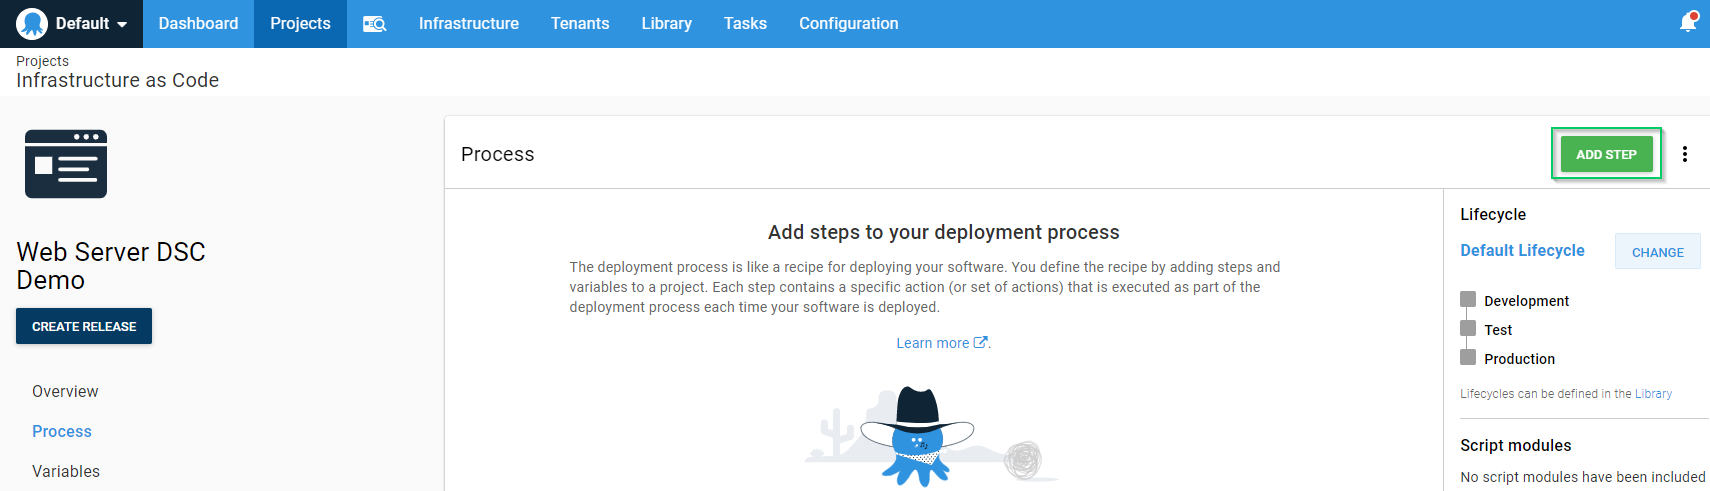 Default Dashboard Projects Infrastructure Tenants Library Tasks Configuration
Projects
Infrastructure as Code
Web Server DSC
Demo
CREATE RELEASE
Overview
Process
Variables
Process
ADD STEP
Add steps to your deployment process
The deployment process is like a recipe for deploying your software. You define the recipe by adding steps and
variables to a project. Each step contains a specific action (or set of actions) that is executed as part of the
deployment process each time your software is deployed.
Learn more.
Lifecycle
Default Lifecycle
CHANGE
Development
Test
Production
Lifecycles can be defined in the Library
Script modules
No script modules have been included